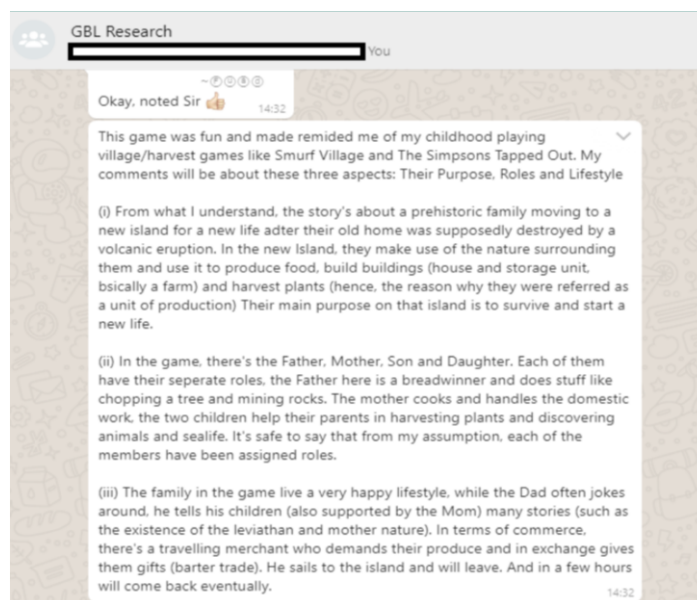 GBL Research
You
~ⓅⓄⓈⓄ
Okay, noted Sir 👍🏼
14:32
This game was fun and made remided me of my childhood playing
village/harvest games like Smurf Village and The Simpsons Tapped Out. My
comments will be about these three aspects: Their Purpose, Roles and Lifestyle
(i) From what I understand, the story's about a prehistoric family moving to a
new island for a new life adter their old home was supposedly destroyed by a
volcanic eruption. In the new Island, they make use of the nature surrounding
them and use it to produce food, build buildings (house and storage unit,
bsically a farm) and harvest plants (hence, the reason why they were referred as
a unit of production) Their main purpose on that island is to survive and start a
new life.
(ii) In the game, there's the Father, Mother, Son and Daughter. Each of them
have their seperate roles, the Father here is a breadwinner and does stuff like
chopping a tree and mining rocks. The mother cooks and handles the domestic
work, the two children help their parents in harvesting plants and discovering
animals and sealife. It's safe to say that from my assumption, each of the
members have been assigned roles.
(iii) The family in the game live a very happy lifestyle, while the Dad often jokes
around, he tells his children (also supported by the Mom) many stories (such as
the existence of the leviathan and mother nature). In terms of commerce,
there's a travelling merchant who demands their produce and in exchange gives
them gifts (barter trade). He sails to the island and will leave. And in a few hours
will come back eventually.
14:32